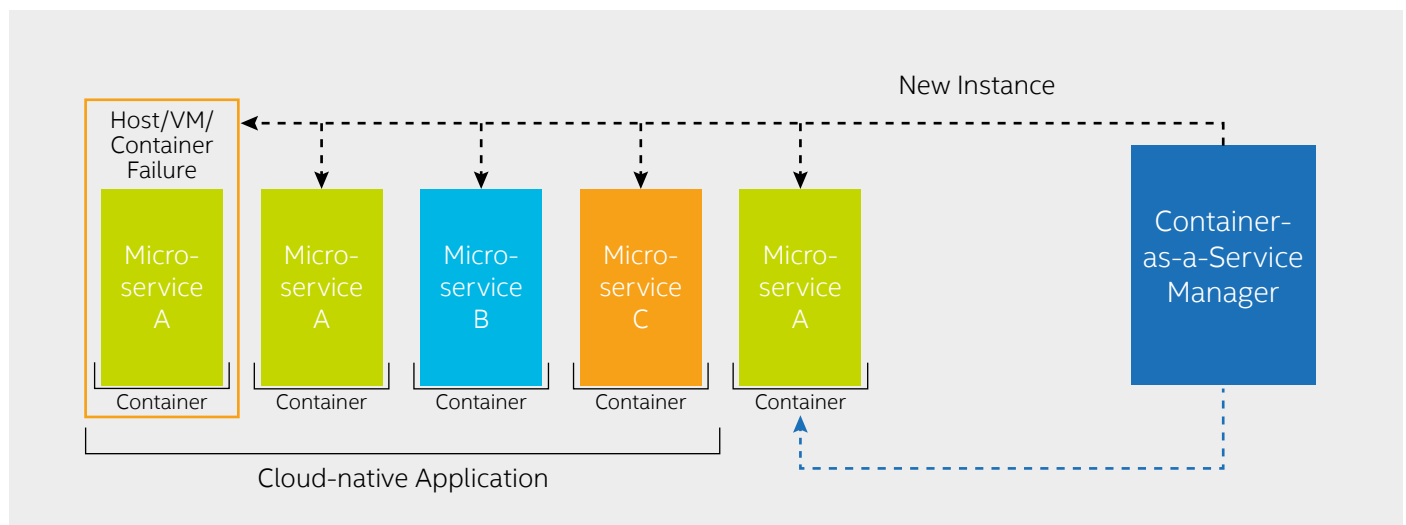 New Instance
Host/VM/
Container
Failure
Micro-
service
A
Container
Micro-
service
A
Container
Micro-
service
B
Container
Micro-
service
C
Container
Micro-
service
A
Container
Container-
as-a-Service
Manager
Cloud-native Application